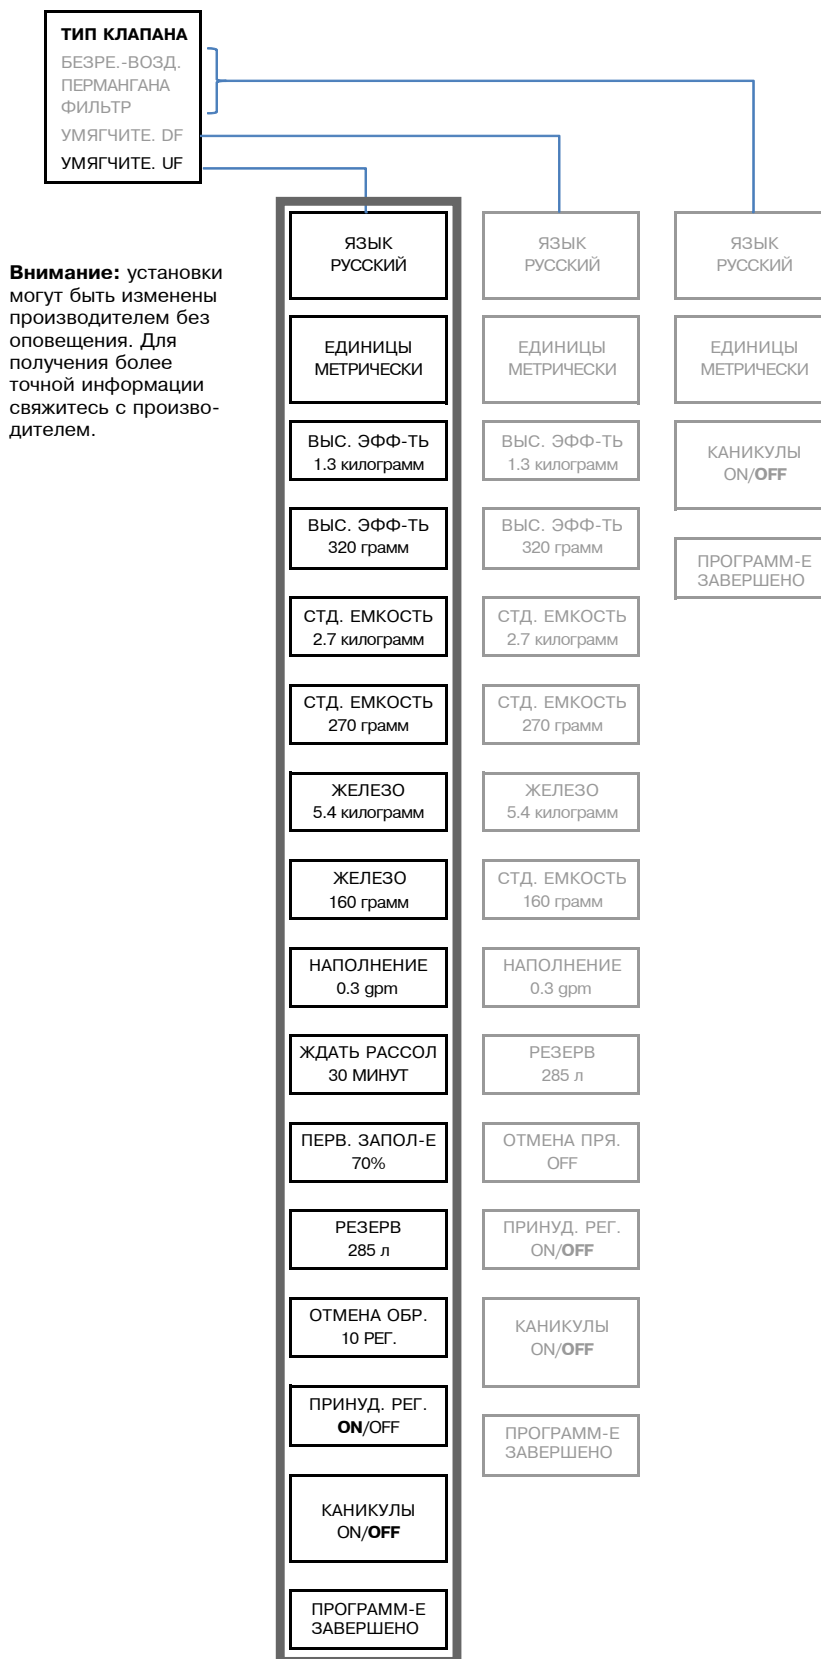 ТИП КЛАПАНА
БЕЗРЕ.-ВОЗД.
ПЕРМАНГАНА
ФИЛЬТР
УМЯГЧИТЕ. DF
УМЯГЧИТЕ. UF
Внимание: установки
могут быть изменены
производителем без
оповещения. Для
получения более
точной информации
свяжитесь с произво-
дителем.
ЯЗЫК
РУССКИЙ
ЕДИНИЦЫ
МЕТРИЧЕСКИ
ВЫС. ЭФФ-ТЬ
1.3 килограмм
ВЫС. ЭФФ-ТЬ
320 грамм
СТД. ЕМКОСТЬ
2.7 килограмм
СТД. ЕМКОСТЬ
270 грамм
ЖЕЛЕЗО
5.4 килограмм
ЖЕЛЕЗО
160 грамм
НАПОЛНЕНИЕ
0.3 gpm
ЖДАТЬ РАССОЛ
30 МИНУТ
ПЕРВ. ЗАПОЛ-Е
70%
РЕЗЕРВ
285 л
ОТМЕНА ОБР.
10 РЕГ.
ПРИНУД. РЕГ.
ON/OFF
КАНИКУЛЫ
ON/OFF
ПРОГРАММ-Е
ЗАВЕРШЕНО
ЯЗЫК
РУССКИЙ
ЕДИНИЦЫ
МЕТРИЧЕСКИ
ВЫС. ЭФФ-ТЬ
1.3 килограмм
ВЫС. ЭФФ-ТЬ
320 грамм
СТД. ЕМКОСТЬ
2.7 килограмм
СТД. ЕМКОСТЬ
270 грамм
ЖЕЛЕЗО
5.4 килограмм
СТД. ЕМКОСТЬ
160 грамм
НАПОЛНЕНИЕ
0.3 gpm
РЕЗЕРВ
285 л
ОТМЕНА ПРЯ.
OFF
ПРИНУД. РЕГ.
ON/OFF
КАНИКУЛЫ
ON/OFF
ПРОГРАММ-Е
ЗАВЕРШЕНО
ЯЗЫК
РУССКИЙ
ЕДИНИЦЫ
МЕТРИЧЕСКИ
КАНИКУЛЫ
ON/OFF
ПРОГРАММ-Е
ЗАВЕРШЕНО